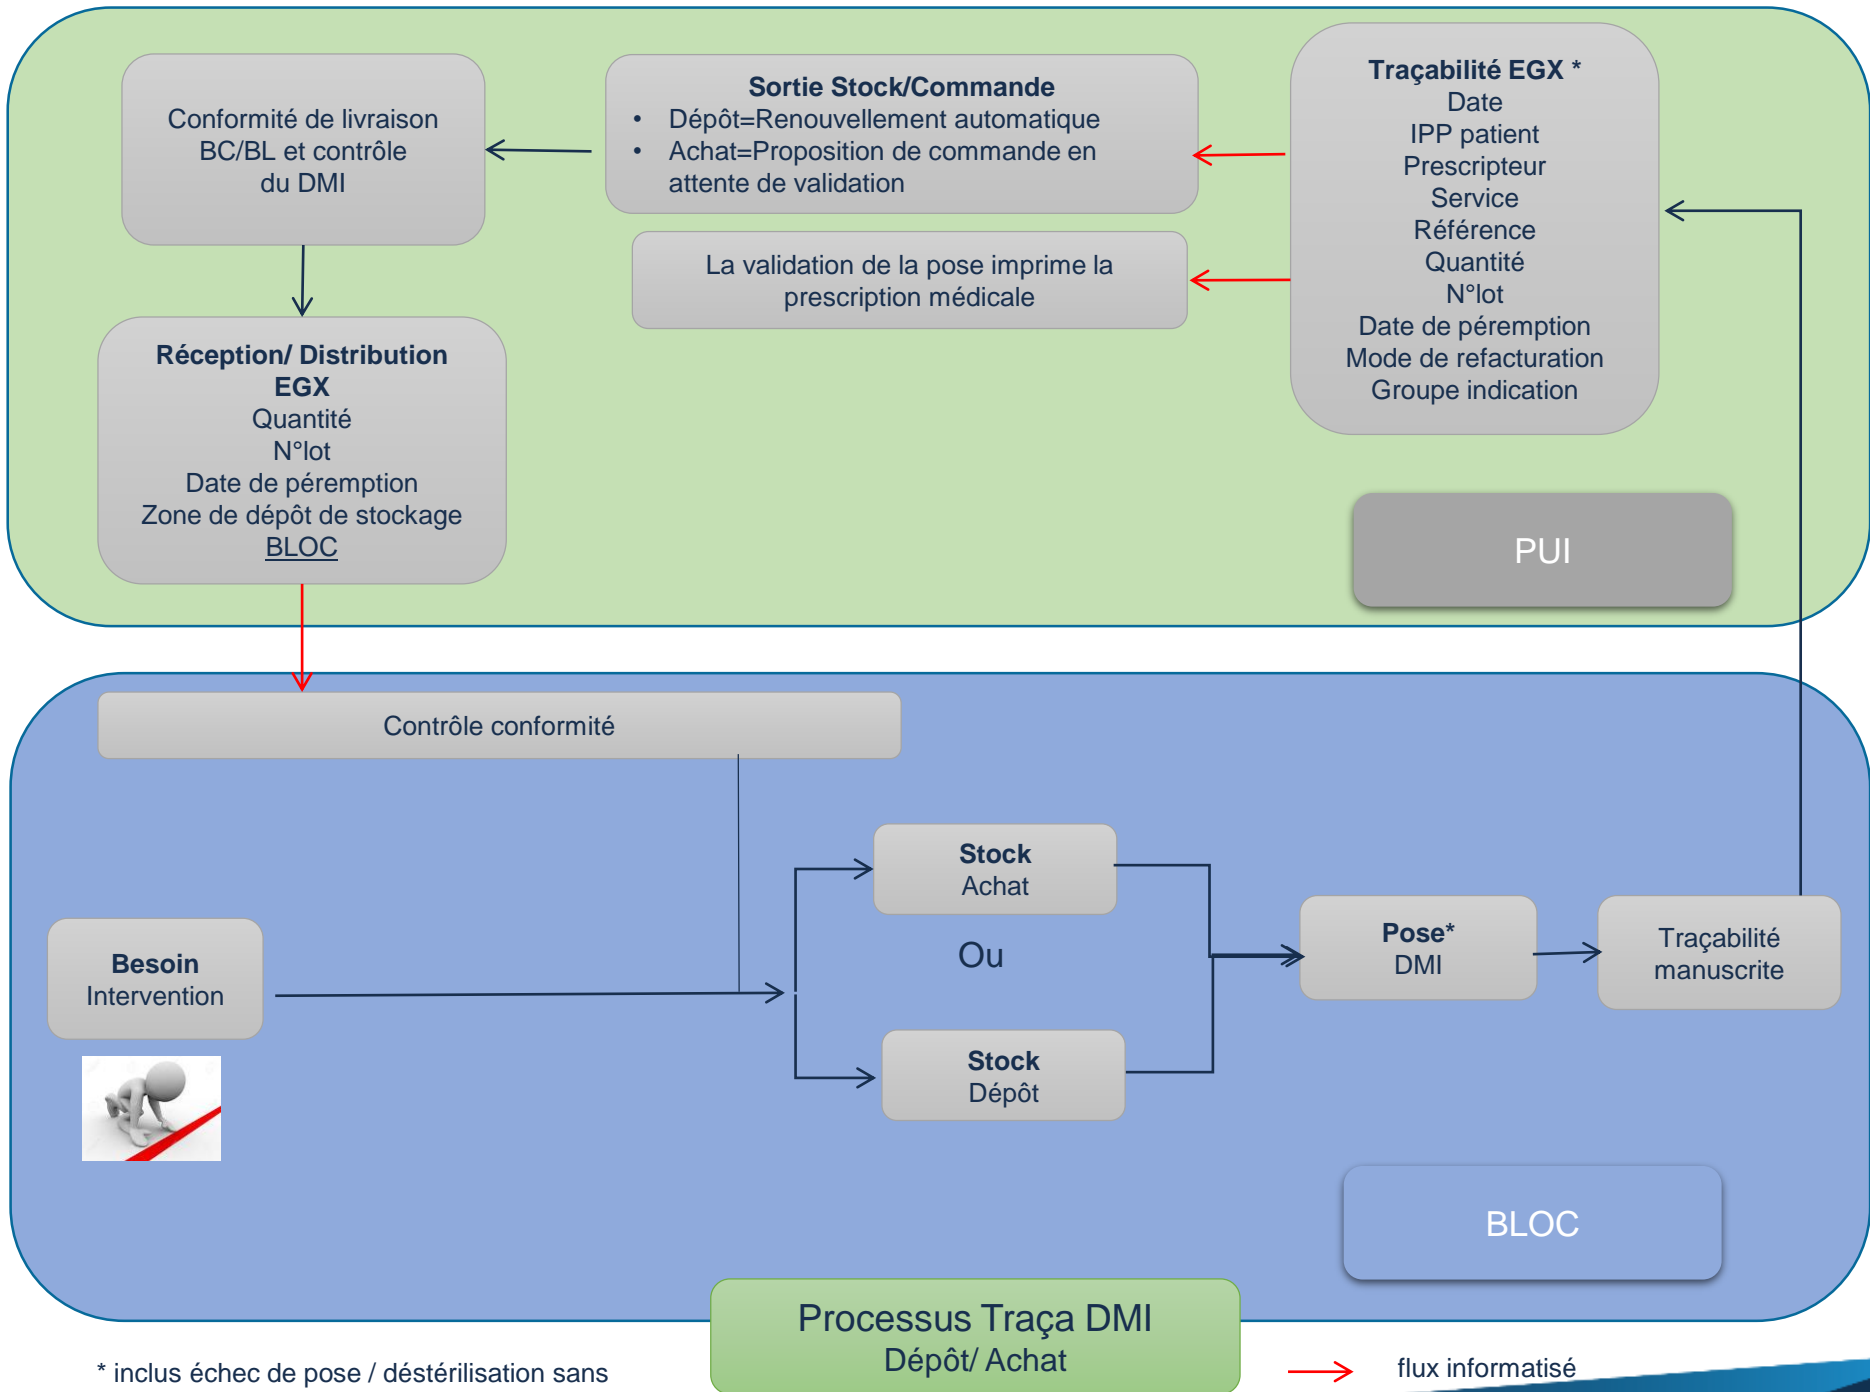 Conformité de livraison
BC/BL et contrôle
du DMI
Sortie Stock/Commande
• Dépôt=Renouvellement automatique
• Achat=Proposition de commande en
attente de validation
La validation de la pose imprime la
prescription médicale
Traçabilité EGX *
Date
IPP patient
Prescripteur
Service
Référence
Quantité
N°lot
Date de péremption
Mode de refacturation
Groupe indication
Réception/ Distribution
EGX
Quantité
N°lot
Date de péremption
Zone de dépôt de stockage
BLOC
PUI
Contrôle conformité
Besoin
Intervention
Stock
Achat
Ou
Stock
Dépôt
Pose*
DMI
Traçabilité
manuscrite
BLOC
Processus Traça DMI
Dépôt/ Achat
* inclus échec de pose / déstérilisation sans
flux informatisé